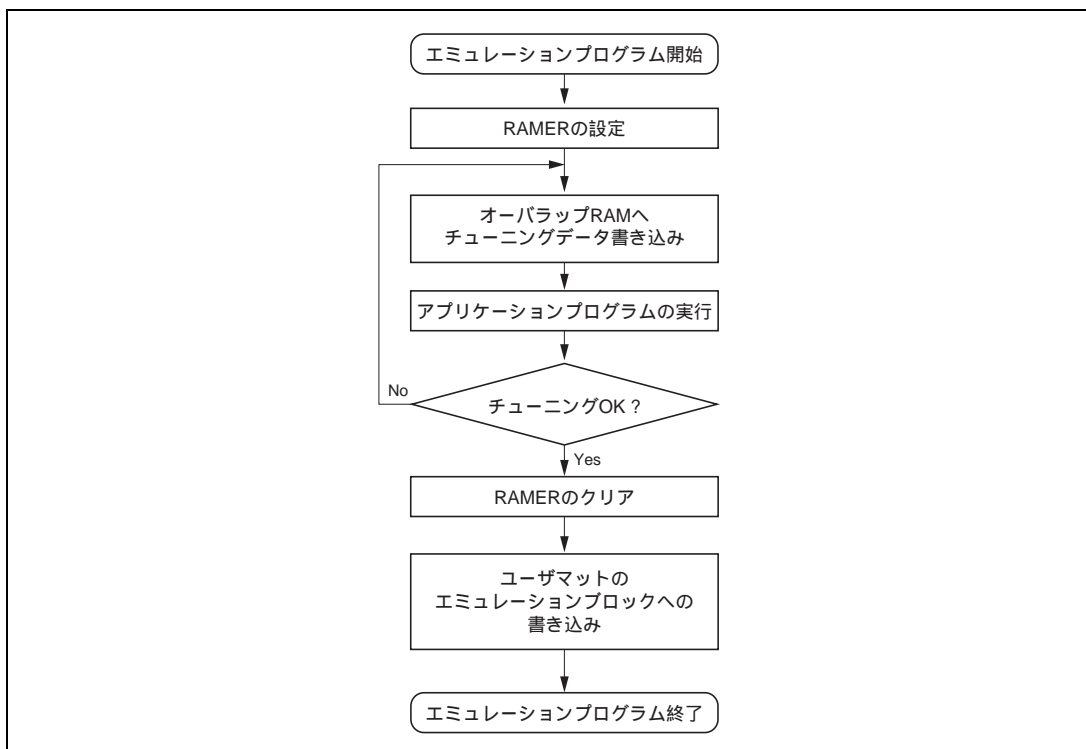 エミュレーションプログラム開始
RAMERの設定
オーバラップRAMへ
チューニングデータ書き込み
アプリケーションプログラムの実行
No
チューニングOK？
Yes
RAMERのクリア
ユーザマットの
エミュレーションブロックへの
書き込み
エミュレーションプログラム終了